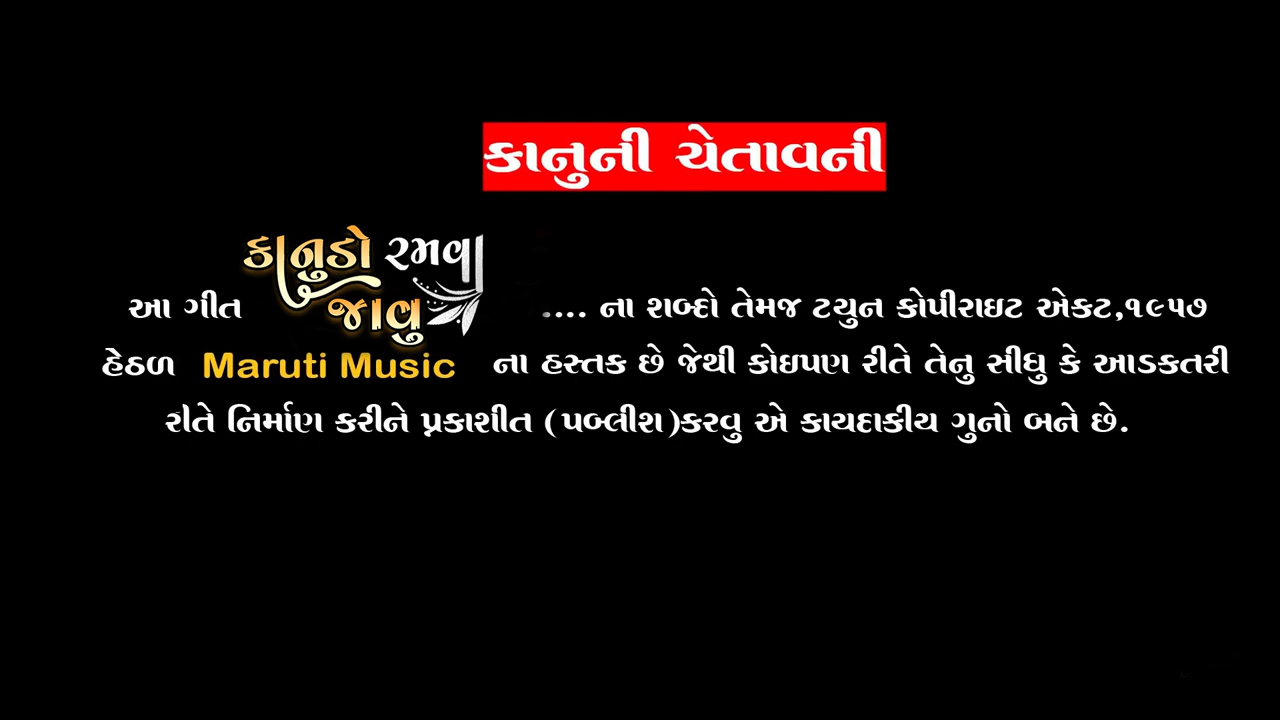 કાનુની ચેતાવની
આ ગીત કાનુડો રમવા જાવુ .... ના શબ્દો તેમજ ટયુન કોપીરાઇટ એકટ,૧૯૫૭
હેઠળ Maruti Music ના હસ્તક છે જેથી કોઇપણ રીતે તેનુ સીધુ કે આડકતરી
રીતે નિર્માણ કરીને પ્રકાશીત (પબ્લીશ)કરવુ એ કાયદાકીય ગુનો બને છે.